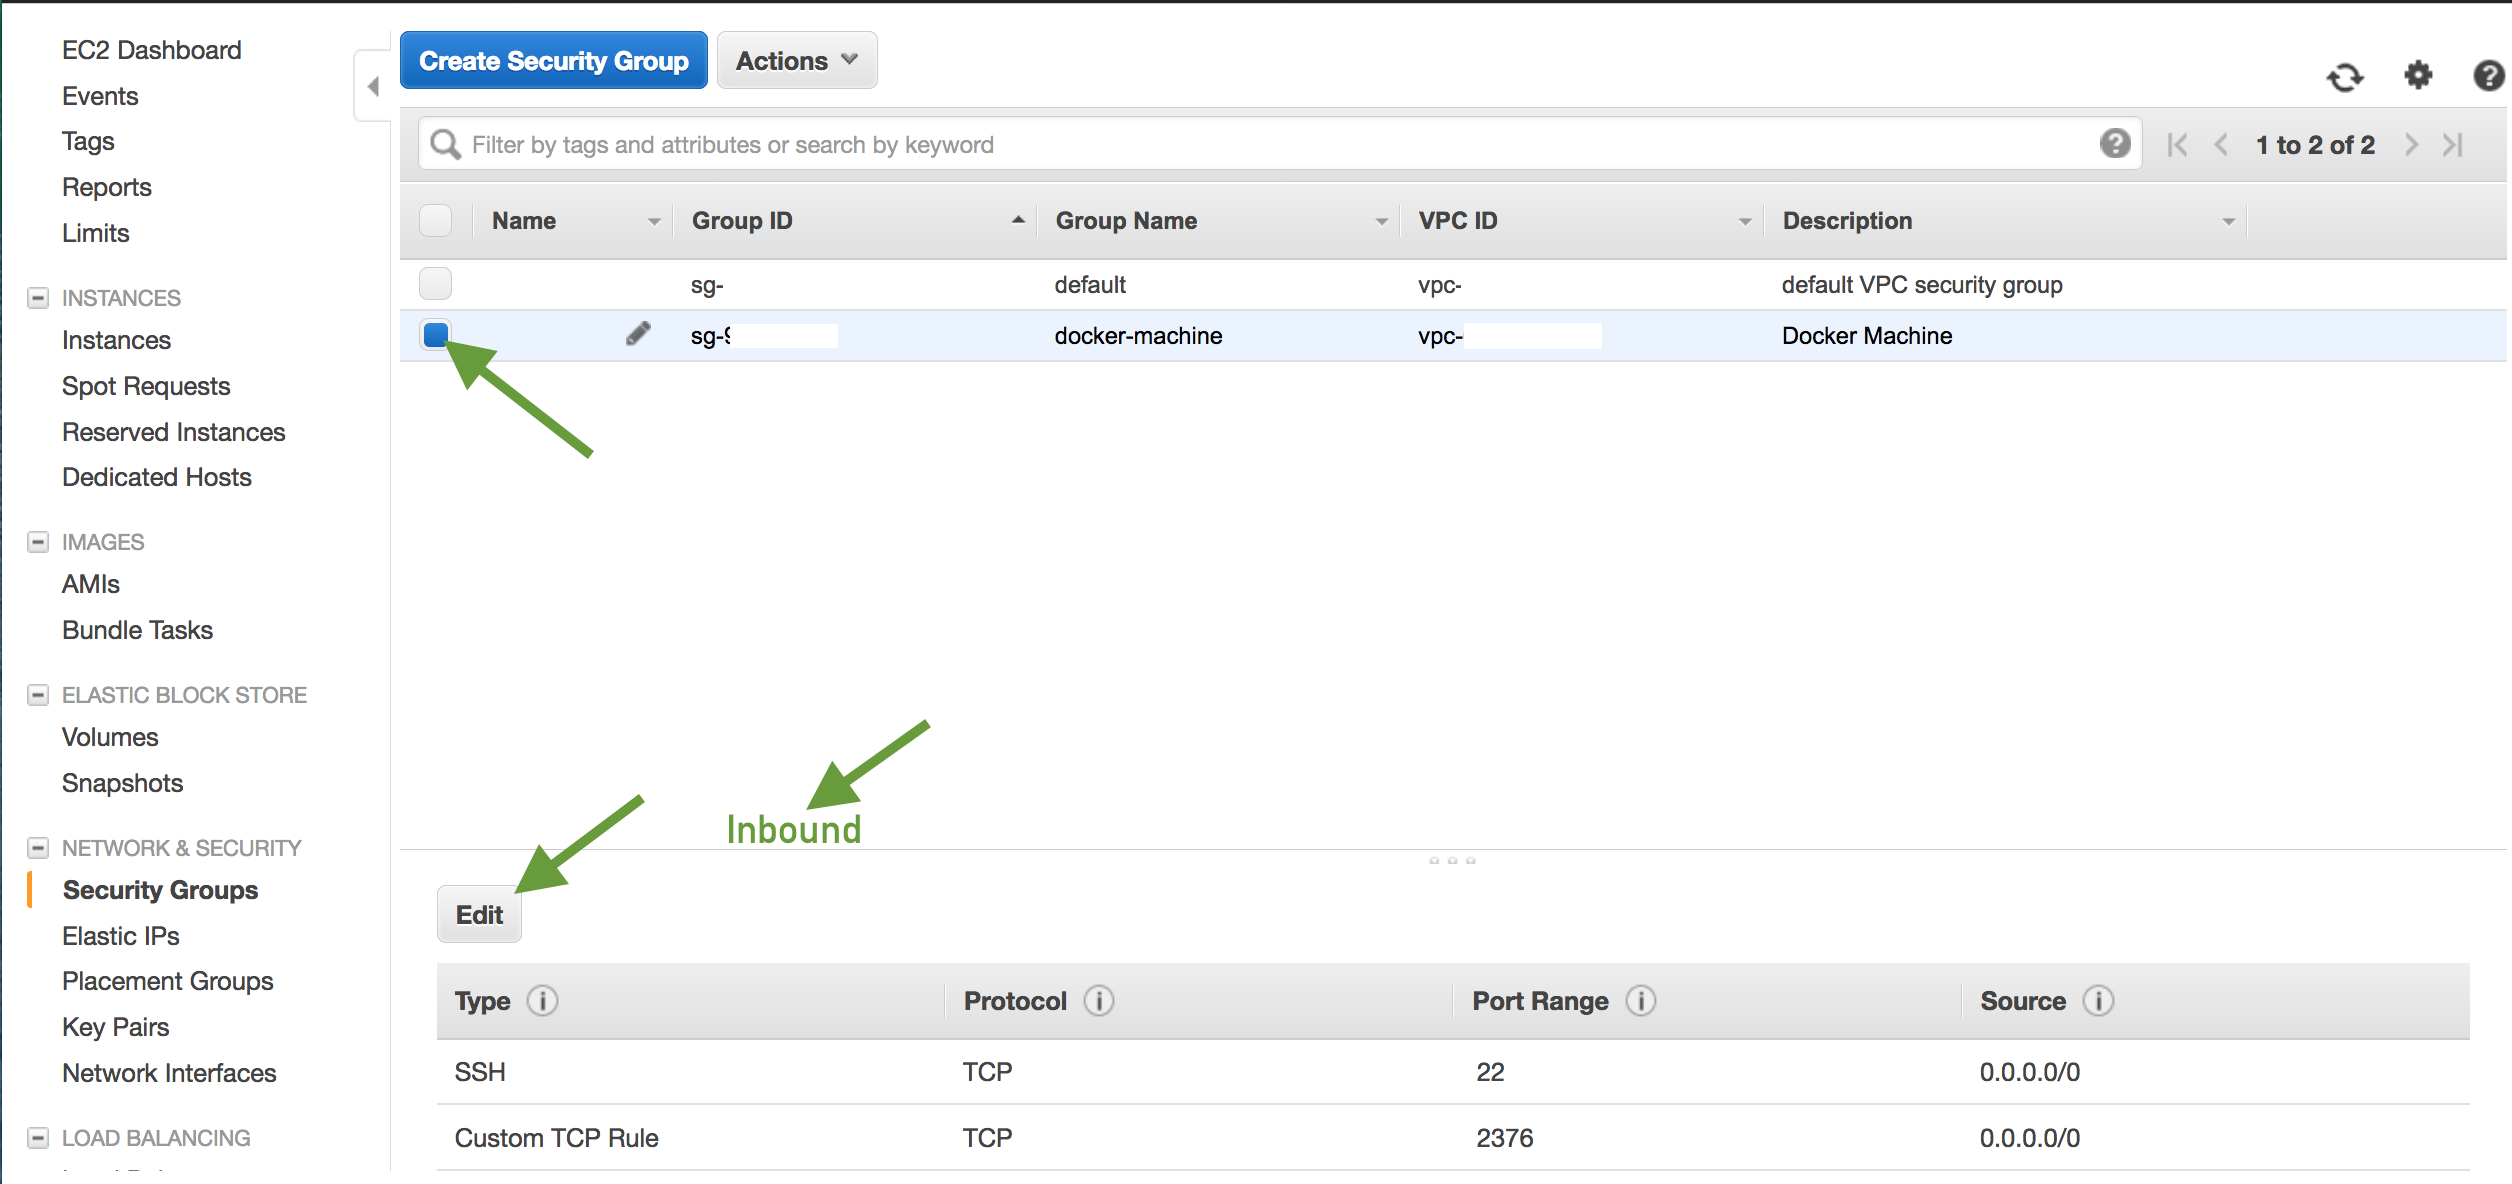 EC2 Dashboard
Events
Tags
Reports
Limits
INSTANCES
Instances
Spot Requests
Reserved Instances
Dedicated Hosts
IMAGES
AMIs
Bundle Tasks
ELASTIC BLOCK STORE
Volumes
Snapshots
NETWORK & SECURITY
Security Groups
Elastic IPs
Placement Groups
Key Pairs
Network Interfaces
LOAD BALANCING
Create Security Group Actions
Filter by tags and attributes or search by keyword 1 to 2 of 2
Name Group ID Group Name VPC ID Description
sg- default vpc- default VPC security group
sg-9 docker-machine vpc- Docker Machine
Inbound
Edit
Type Protocol Port Range Source
SSH TCP 22 0.0.0.0/0
Custom TCP Rule TCP 2376 0.0.0.0/0